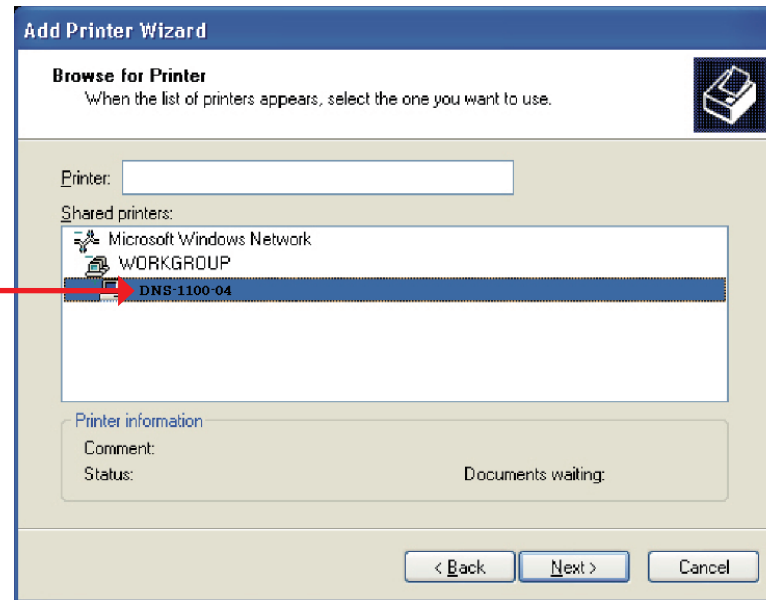 Add Printer Wizard
Browse for Printer
When the list of printers appears, select the one you want to use.
Printer:
Shared printers:
Microsoft Windows Network
WORKGROUP
DNS-1100-04
Printer information
Comment:
Status: Documents waiting:
< Back Next > Cancel